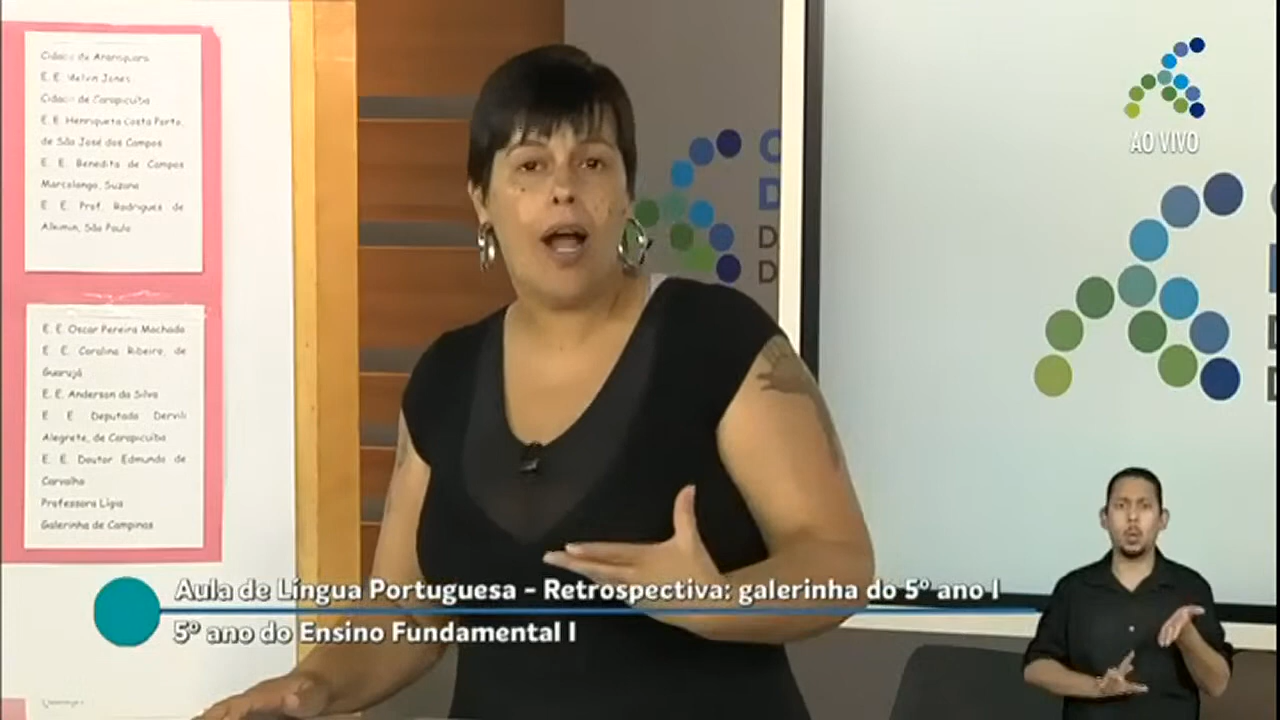 Cidade de Araraquara
E. E. Melvin Jones
Cidade de Carapicuíba
E. E. Henriqueta Costa Porto,
de São José dos Campos
E. E. Benedita de Campos
Marcolongo, Suzano
E. E. Prof. Rodrigues de
Alkimin, São Paulo
E. E. Oscar Pereira Machado
E. E. Carolina Ribeiro, de
Guarujá
E. E. Anderson da Silva
E E Deputado Dervili
Alegrete, de Carapicuíba
E. E. Doutor Edmundo de
Carvalho
Professora Lígia
Galerinha de Campinas
C
D
D
D
AO VIVO
Aula de Língua Portuguesa - Retrospectiva: galerinha do 5º ano I
5º ano do Ensino Fundamental I